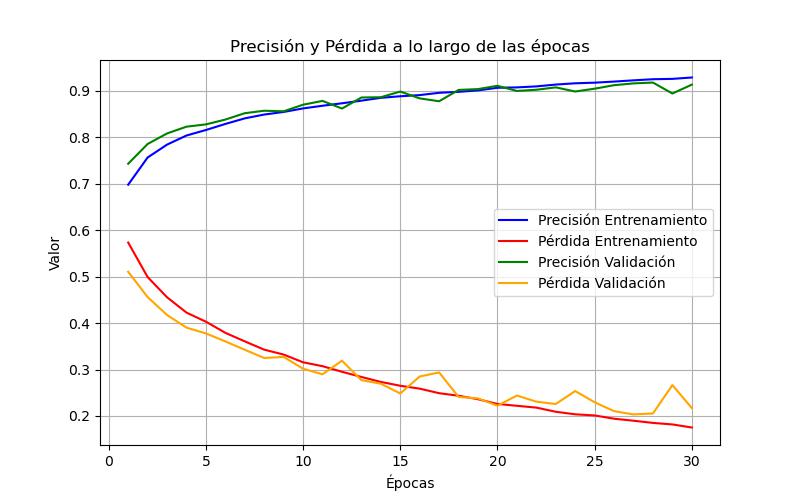 Precisión y Pérdida a lo largo de las épocas
Valor
0.9
0.8
0.7
0.6
0.5
0.4
0.3
0.2
Precisión Entrenamiento
Pérdida Entrenamiento
Precisión Validación
Pérdida Validación
0 5 10 15 20 25 30
Épocas